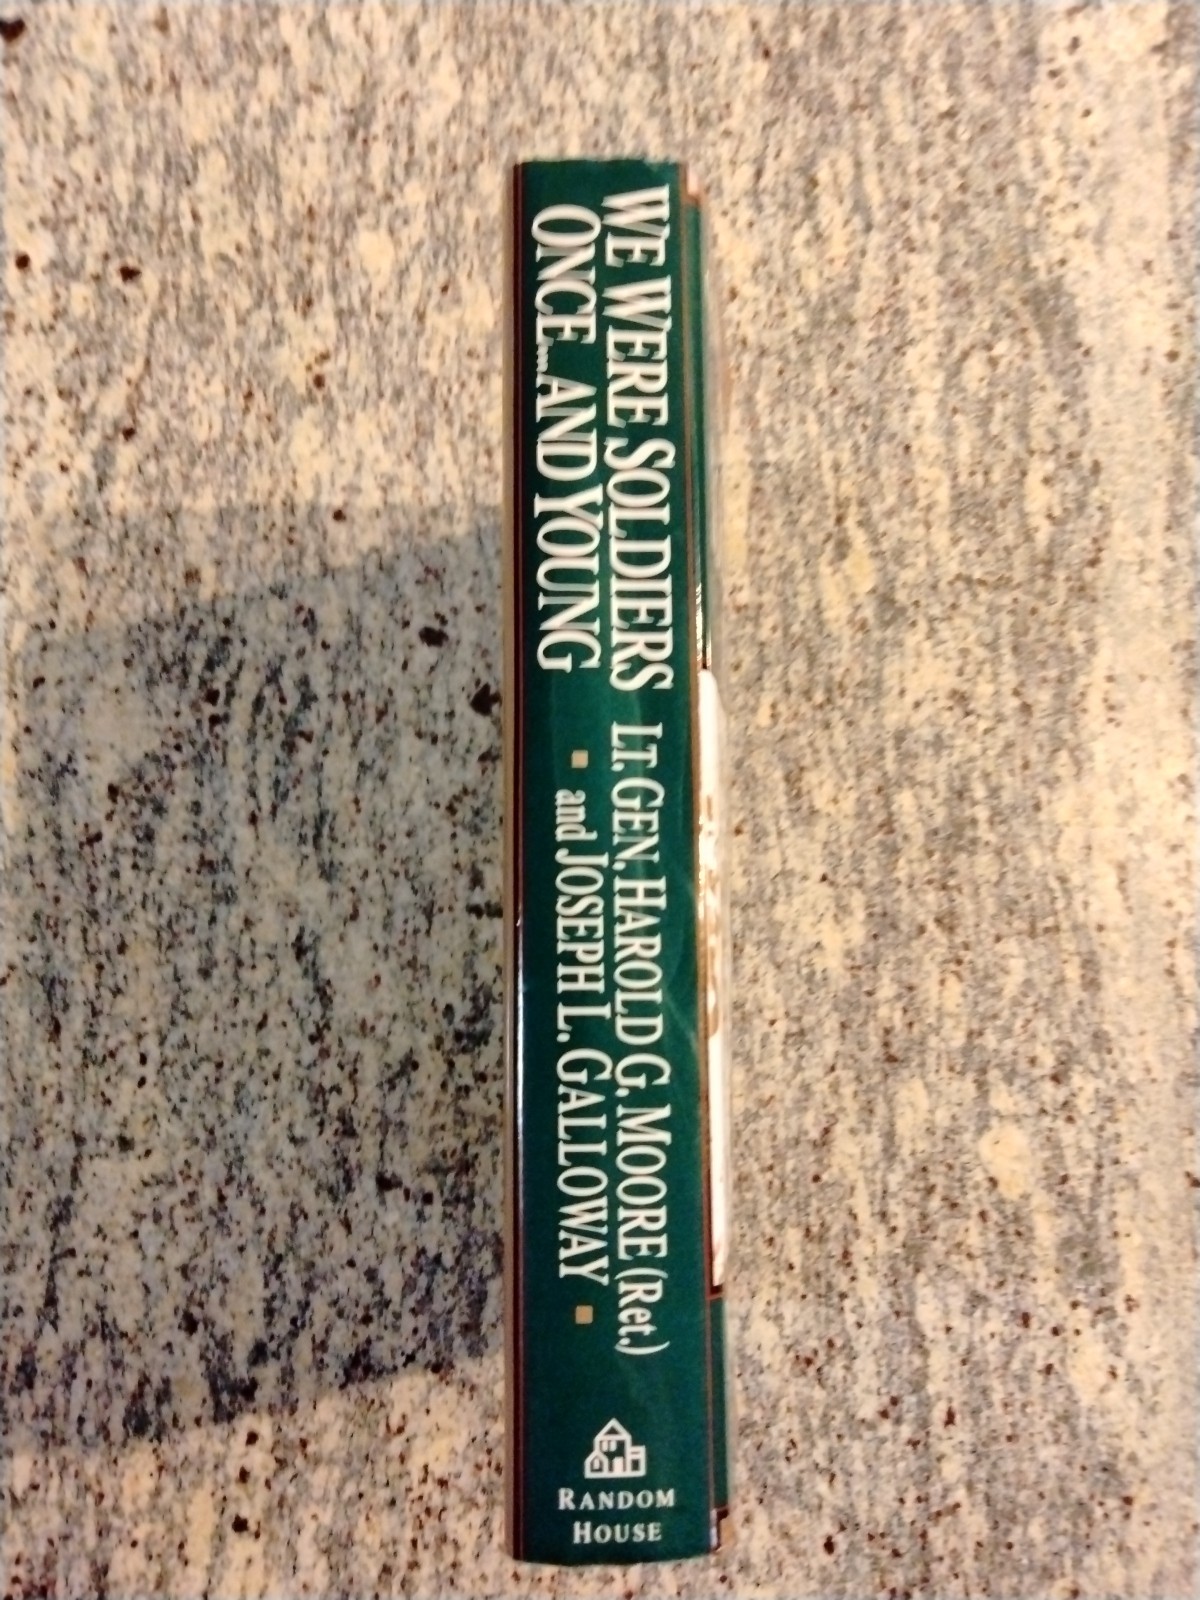 WE WERE SOLDIERS
ONCE... AND YOUNG
LT. GEN. HAROLD G. MOORE (Ret.)
and JOSEPH L. GALLOWAY
RANDOM
HOUSE